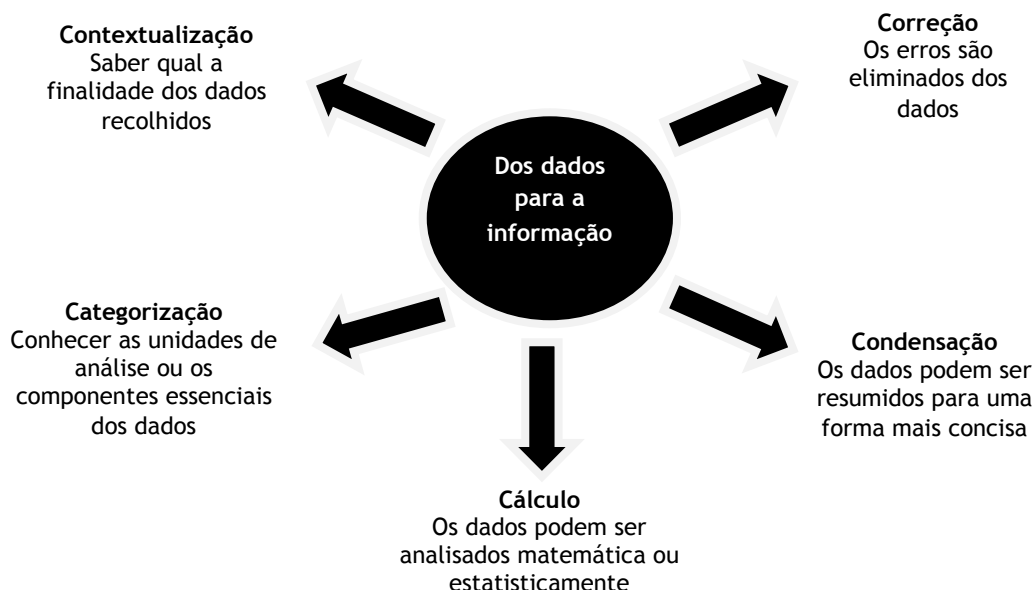 Contextualização
Saber qual a
finalidade dos dados
recolhidos
Correção
Os erros são
eliminados dos
dados
Dos dados
para a
informação
Categorização
Conhecer as unidades de
análise ou os
componentes essenciais
dos dados
Condensação
Os dados podem ser
resumidos para uma
forma mais concisa
Cálculo
Os dados podem ser
analisados matemática ou
estatisticamente